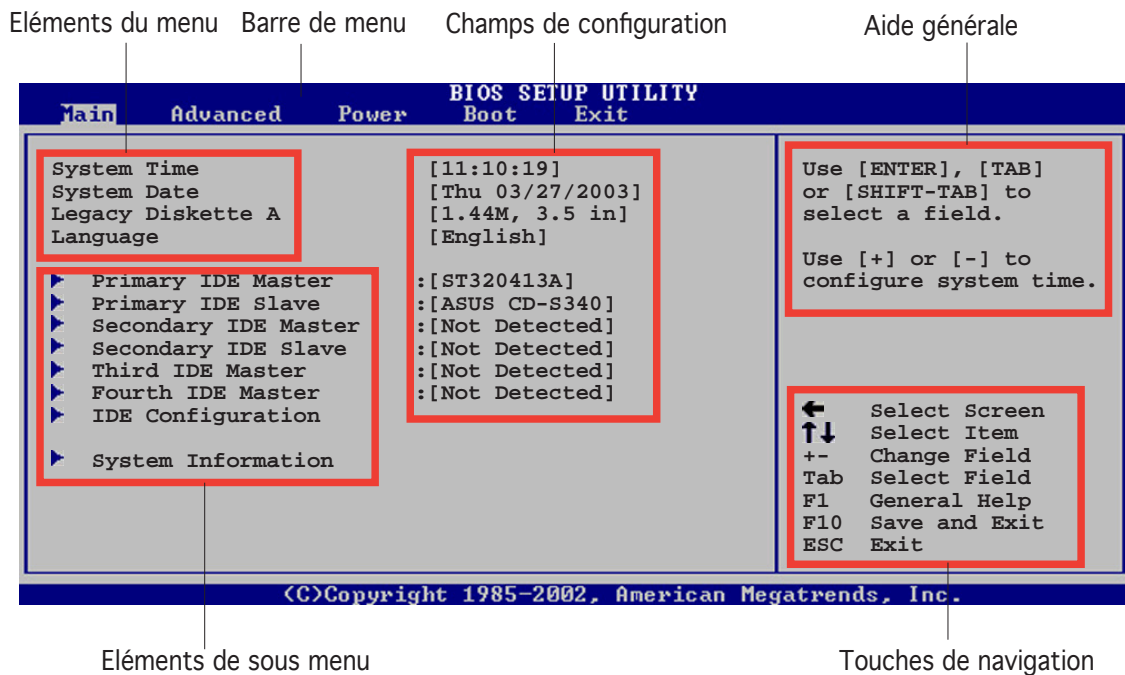 Eléments du menu Barre de menu Champs de configuration Aide générale
BIOS SETUP UTILITY
Main Advanced Power Boot Exit
System Time [11:10:19]
System Date [Thu 03/27/2003]
Legacy Diskette A [1.44M, 3.5 in]
Language [English]
Primary IDE Master :[ST320413A]
Primary IDE Slave :[ASUS CD-S340]
Secondary IDE Master :[Not Detected]
Secondary IDE Slave :[Not Detected]
Third IDE Master :[Not Detected]
Fourth IDE Master :[Not Detected]
IDE Configuration
System Information
Use [ENTER], [TAB]
or [SHIFT-TAB] to
select a field.
Use [+] or [-] to
configure system time.
← Select Screen
↑↓ Select Item
+- Change Field
Tab Select Field
F1 General Help
F10 Save and Exit
ESC Exit
(C)Copyright 1985-2002, American Megatrends, Inc.
Eléments de sous menu Touches de navigation